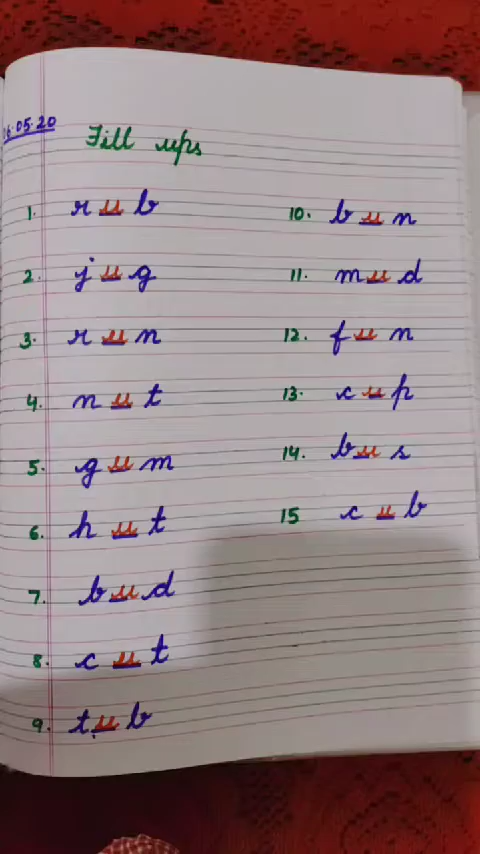 16.05.20
Fill ups
1. rub
2. jug
3. run
4. nut
5. gum
6. hut
7. bud
8. cut
9. tub
10. bun
11. mud
12. fun
13. cup
14. bus
15 cub